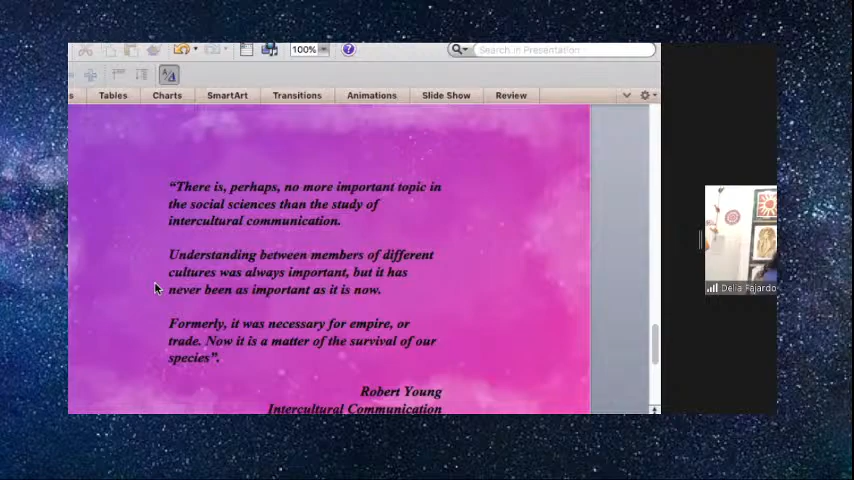 100%
Search in Presentation
s Tables Charts SmartArt Transitions Animations Slide Show Review
“There is, perhaps, no more important topic in
the social sciences than the study of
intercultural communication.
Understanding between members of different
cultures was always important, but it has
never been as important as it is now.
Formerly, it was necessary for empire, or
trade. Now it is a matter of the survival of our
species”.
Robert Young
Intercultural Communication
Delia Fajardo